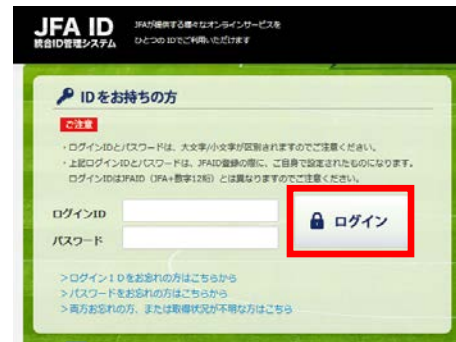 JFA ID
統合ID管理システム
JFAが提供する様々なオンラインサービスを
ひとつのIDでご利用いただけます
IDをお持ちの方
ご注意
・ログインIDとパスワードは、大文字/小文字が区別されますのでご注意ください。
・上記ログインIDとパスワードは、JFAID登録の際に、ご自身で設定されたものになります。
ログインIDはJFAID（JFA+数字12桁）とは異なりますのでご注意ください。
ログインID
パスワード
ログイン
＞ログインＩＤをお忘れの方はこちらから
＞パスワードをお忘れの方はこちらから
＞両方お忘れの方、または取得状況が不明な方はこちら